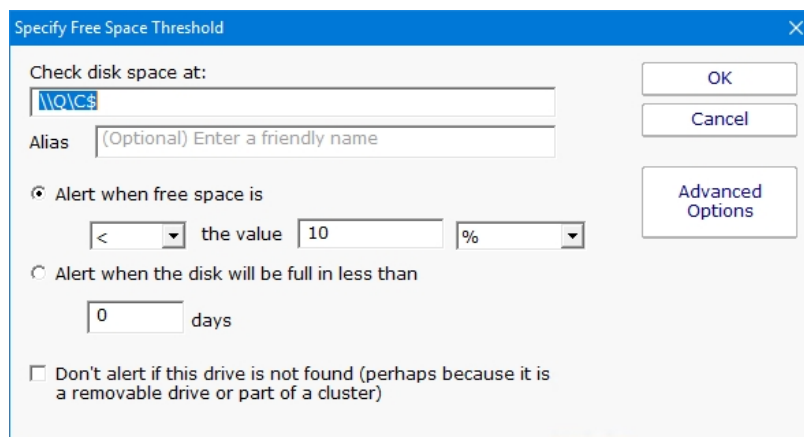 Specify Free Space Threshold
Check disk space at:
\\Q\C$
Alias (Optional) Enter a friendly name
Alert when free space is
< the value 10 %
Alert when the disk will be full in less than
0 days
Don't alert if this drive is not found (perhaps because it is
a removable drive or part of a cluster)
OK
Cancel
Advanced
Options